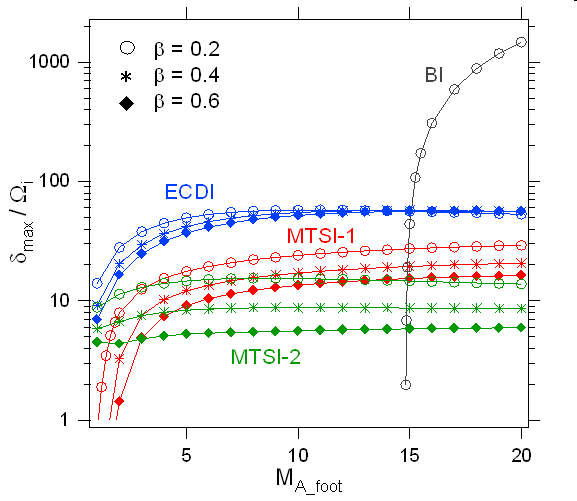 1000
100
10
1
δmax / Ωi
β = 0.2
β = 0.4
β = 0.6
BI
ECDI
MTSI-1
MTSI-2
5
10
15
20
MA_foot